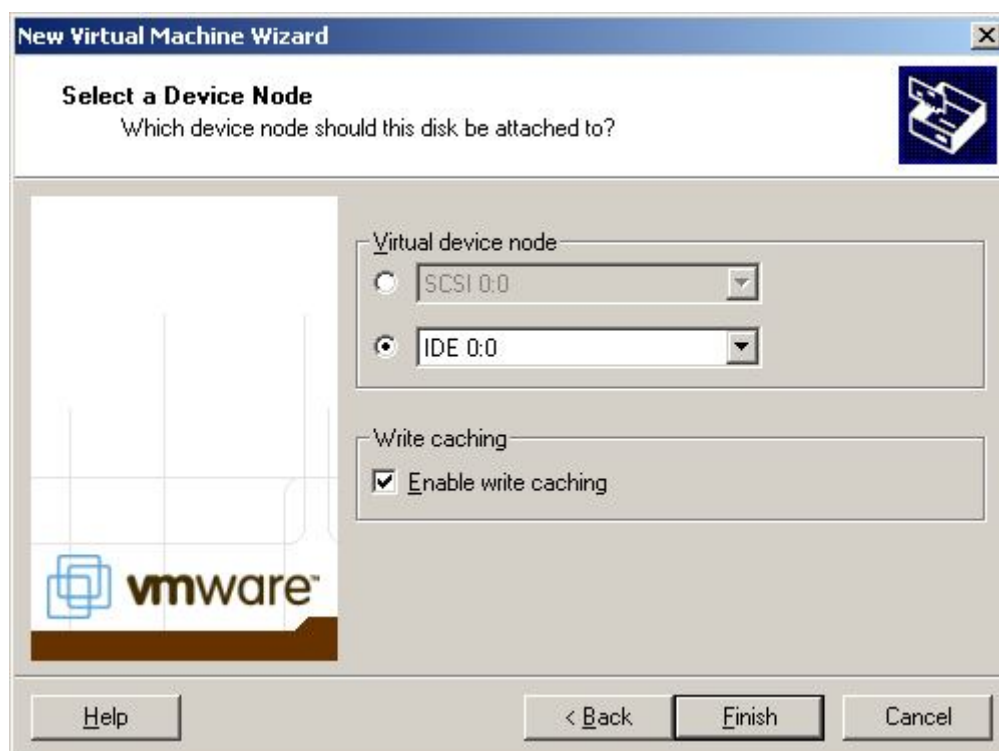 New Virtual Machine Wizard
Select a Device Node
Which device node should this disk be attached to?
Virtual device node
SCSI 0:0
IDE 0:0
Write caching
Enable write caching
vmware™
Help
< Back
Finish
Cancel